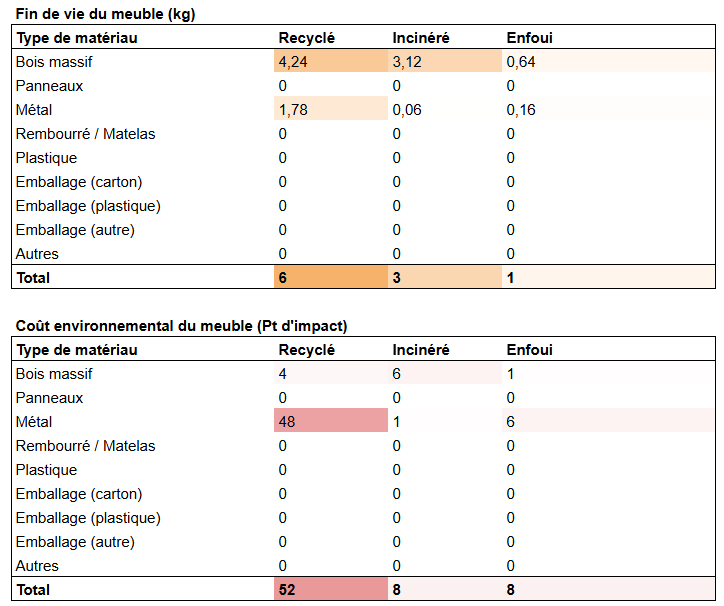 Fin de vie du meuble (kg)
Type de matériau Recyclé Incinéré Enfoui
Bois massif 4,24 3,12 0,64
Panneaux 0 0 0
Métal 1,78 0,06 0,16
Rembourré / Matelas 0 0 0
Plastique 0 0 0
Emballage (carton) 0 0 0
Emballage (plastique) 0 0 0
Emballage (autre) 0 0 0
Autres 0 0 0
Total 6 3 1
Coût environnemental du meuble (Pt d'impact)
Type de matériau Recyclé Incinéré Enfoui
Bois massif 4 6 1
Panneaux 0 0 0
Métal 48 1 6
Rembourré / Matelas 0 0 0
Plastique 0 0 0
Emballage (carton) 0 0 0
Emballage (plastique) 0 0 0
Emballage (autre) 0 0 0
Autres 0 0 0
Total 52 8 8